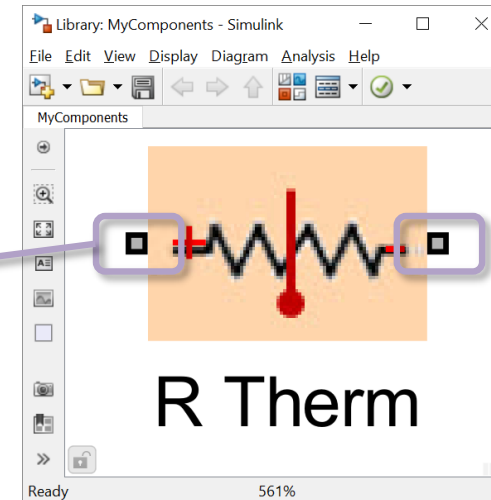 Library: MyComponents - Simulink
File Edit View Display Diagram Analysis Help
MyComponents
R Therm
Ready 561%